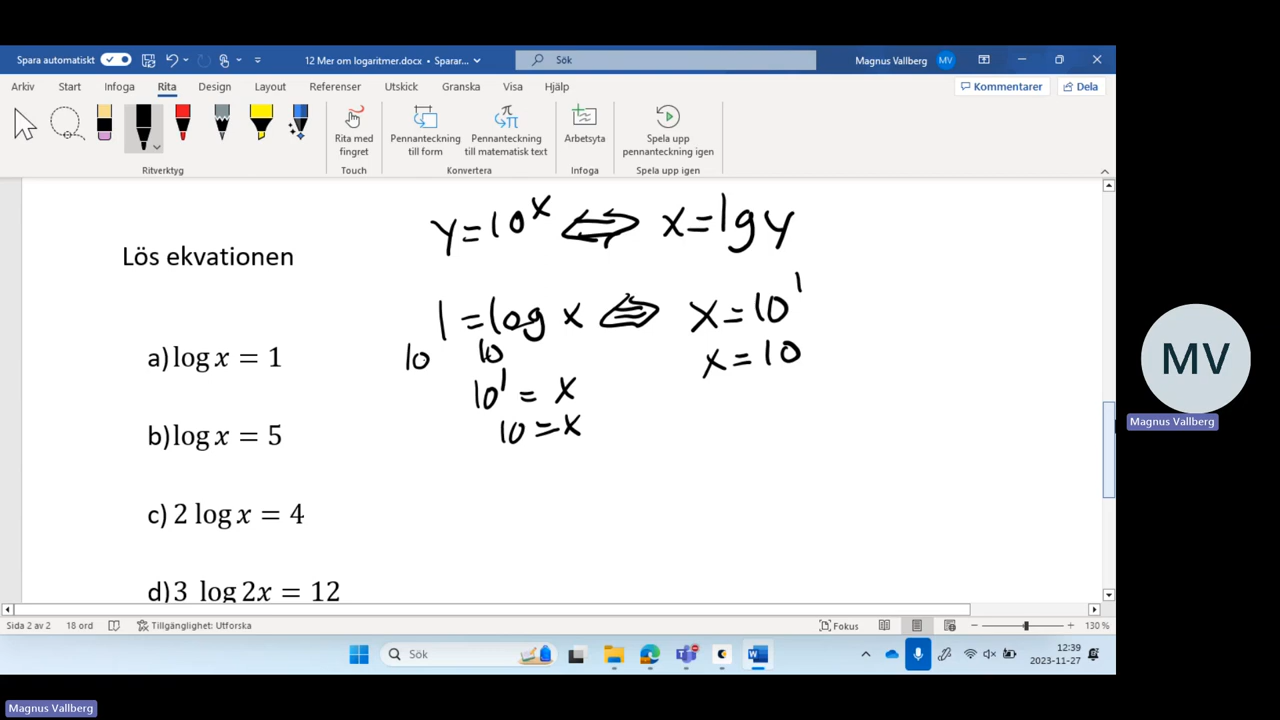 Spara automatiskt
12 Mer om logaritmer.docx • Sparar...
Sök
Magnus Vallberg MV
Arkiv Start Infoga Rita Design Layout Referenser Utskick Granska Visa Hjälp
Kommentarer Dela
Rita med fingret
Pennanteckning till form
Pennanteckning till matematisk text
Arbetsyta
Spela upp pennanteckning igen
Ritverktyg Touch Konvertera Infoga Spela upp igen
y=10^x ⇔ x=lg y
Lös ekvationen
1 = log x ⇔ x=10^1
10 10 x = 10
a) log x = 1
10^1 = x
10 = x
b) log x = 5
c) 2 log x = 4
d) 3 log 2x = 12
MV
Magnus Vallberg
Sida 2 av 2 18 ord Tillgänglighet: Utforska Fokus 130 %
Sök
12:39
2023-11-27
Magnus Vallberg